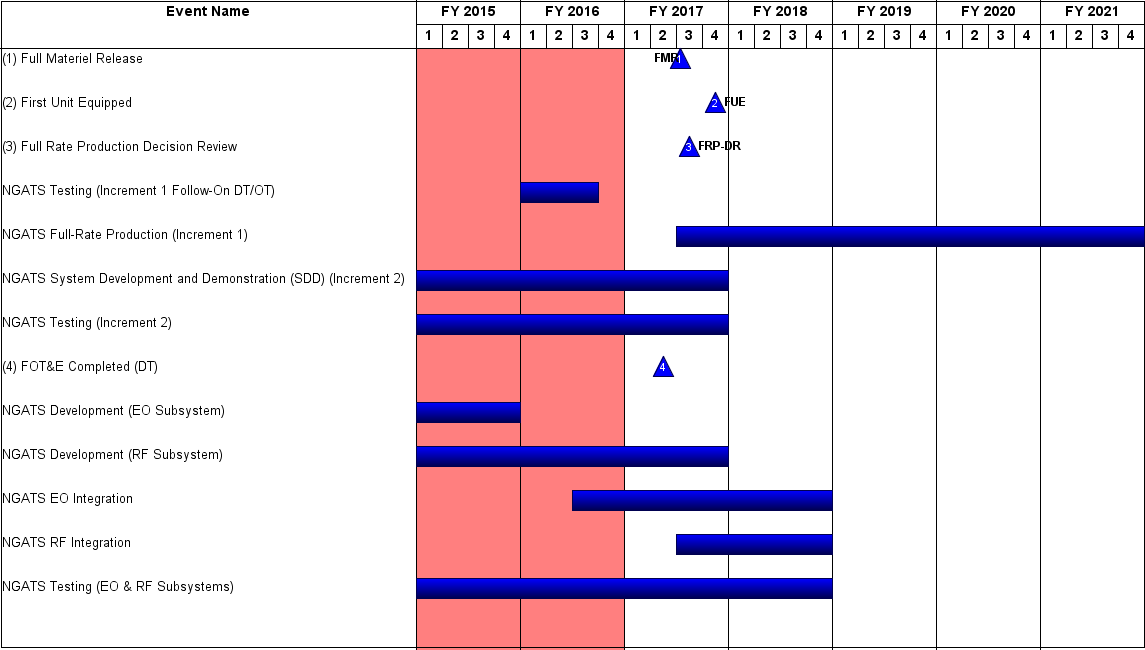 Event Name FY 2015 FY 2016 FY 2017 FY 2018 FY 2019 FY 2020 FY 2021
1 2 3 4 1 2 3 4 1 2 3 4 1 2 3 4 1 2 3 4 1 2 3 4 1 2 3 4
(1) Full Materiel Release FMR 1
(2) First Unit Equipped 2 FUE
(3) Full Rate Production Decision Review 3 FRP-DR
NGATS Testing (Increment 1 Follow-On DT/OT)
NGATS Full-Rate Production (Increment 1)
NGATS System Development and Demonstration (SDD) (Increment 2)
NGATS Testing (Increment 2)
(4) FOT&E Completed (DT) 4
NGATS Development (EO Subsystem)
NGATS Development (RF Subsystem)
NGATS EO Integration
NGATS RF Integration
NGATS Testing (EO & RF Subsystems)